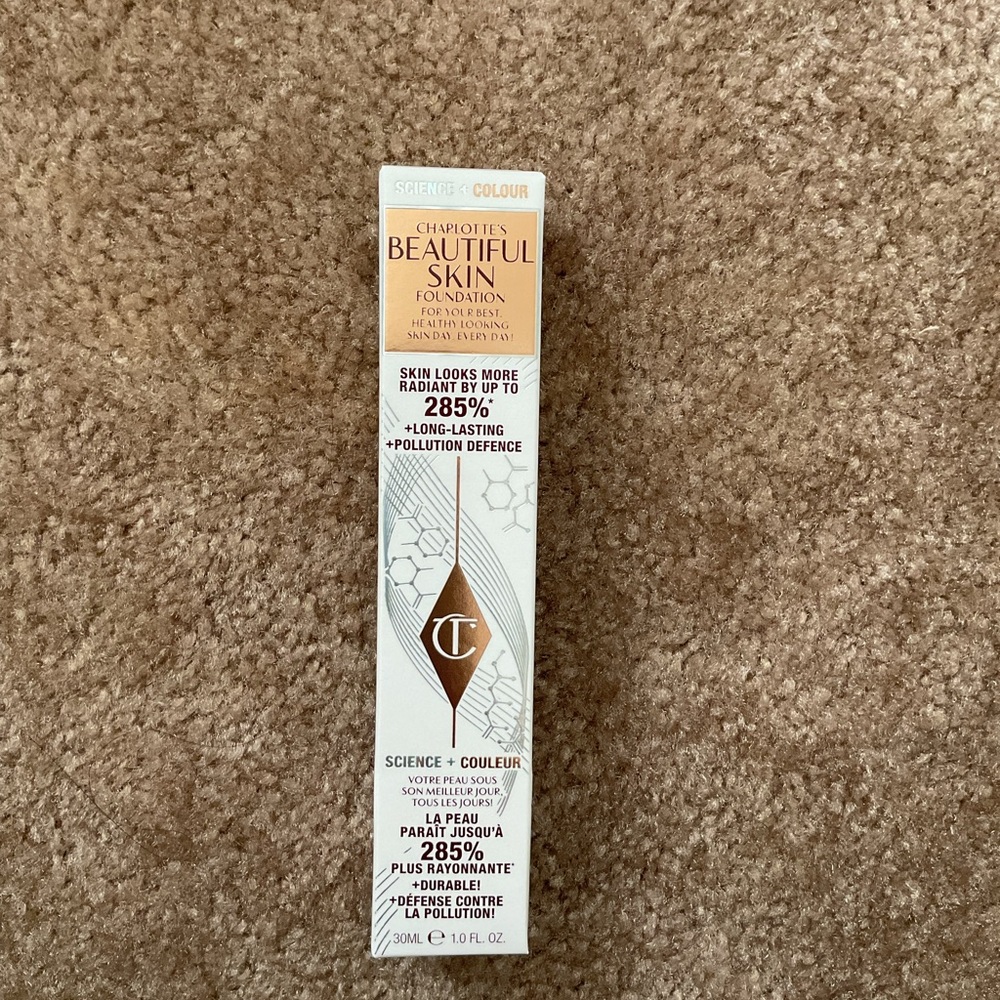 SCIENCE + COLOUR
CHARLOTTE'S
BEAUTIFUL
SKIN
FOUNDATION
FOR YOUR BEST,
HEALTHY LOOKING
SKIN DAY, EVERY DAY!
SKIN LOOKS MORE
RADIANT BY UP TO
285%*
+LONG-LASTING
+POLLUTION DEFENCE
CT
SCIENCE + COULEUR
VOTRE PEAU SOUS
SON MEILLEUR JOUR,
TOUS LES JOURS!
LA PEAU
PARAÎT JUSQU'À
285%
PLUS RAYONNANTE*
+DURABLE!
+DÉFENSE CONTRE
LA POLLUTION!
30ML ℮ 1.0 FL. OZ.